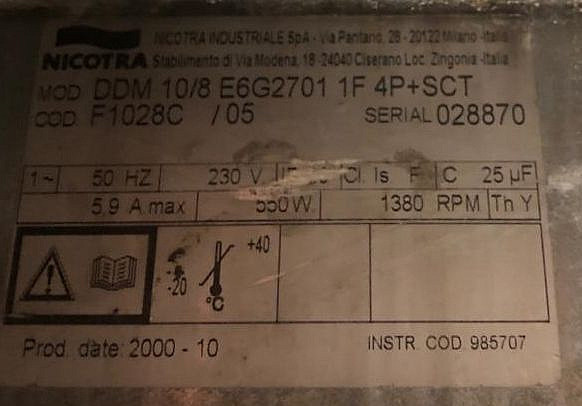 NICOTRA INDUSTRIALE SpA - Via Pantano, 28 - 20122 Milano -Italia
NICOTRA Stabilimento di Via Modena, 18 -24040 Ciserano Loc. Zingonia -Italia
MOD. DDM 10/8 E6G2701 1F 4P+SCT
COD. F1028C /05 SERIAL 028870
1~ 50 HZ 230 V Cl. Is F C 25 µF
5,9 A max 550 W. 1380 RPM Th Y
+40
-20
°C
Prod. date: 2000 - 10 INSTR. COD. 985707